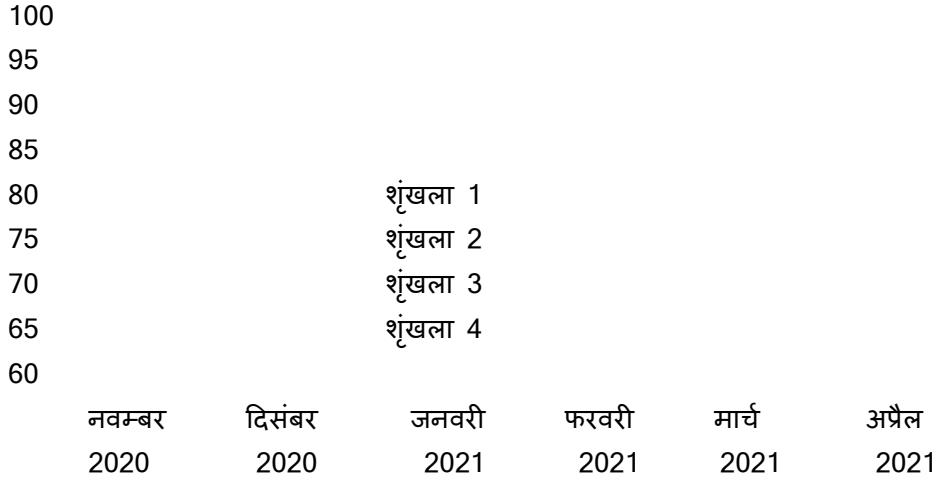 100
95
90
85
80 शृंखला 1
75 शृंखला 2
70 शृंखला 3
65 शृंखला 4
60
नवम्बर दिसंबर जनवरी फरवरी मार्च अप्रैल
2020 2020 2021 2021 2021 2021